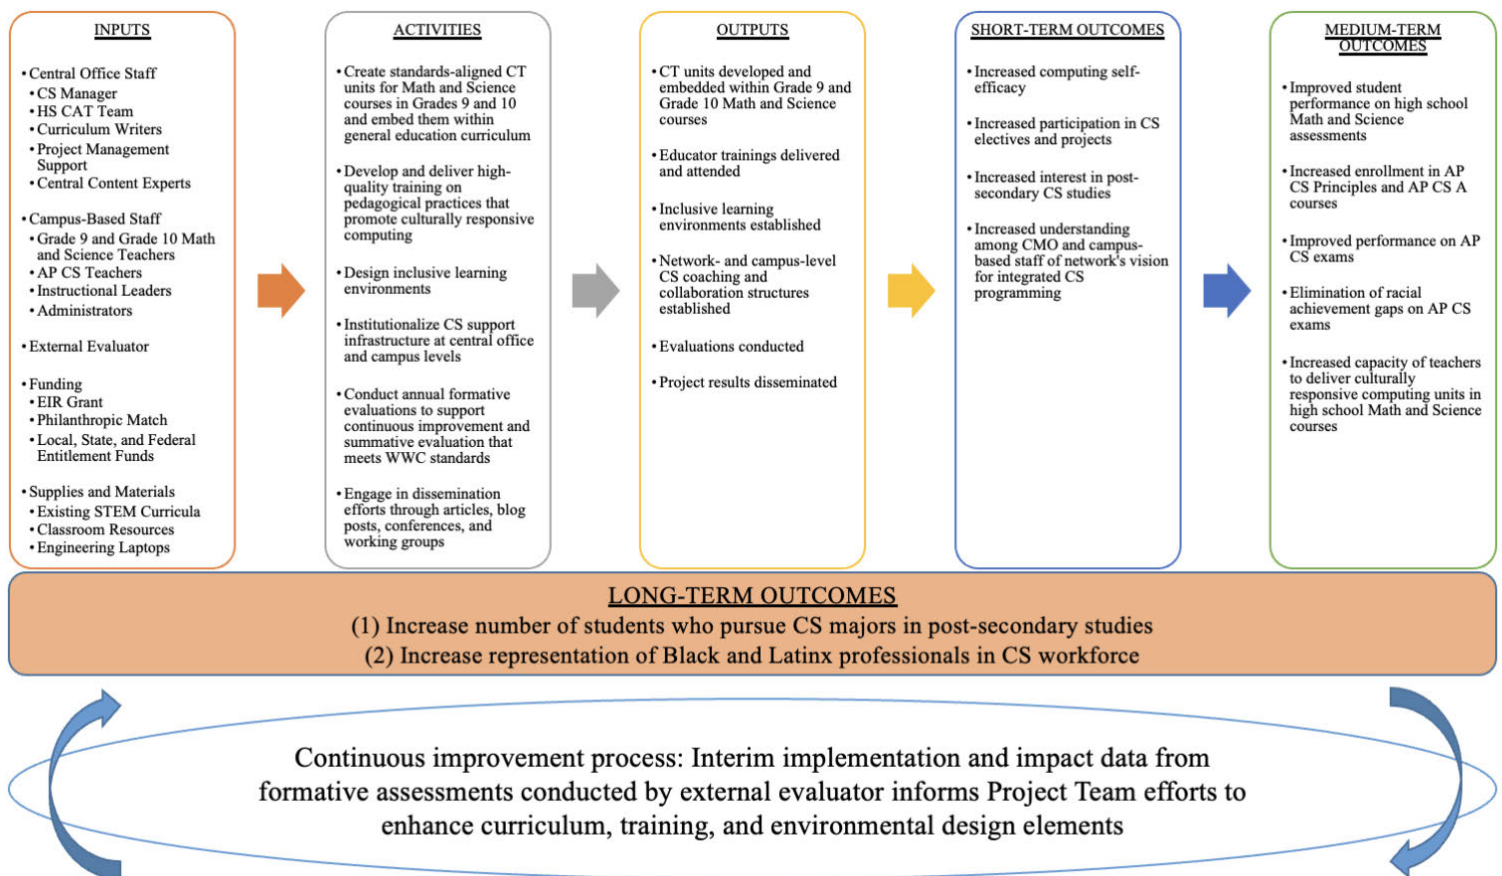 INPUTS
• Central Office Staff
• CS Manager
• HS CAT Team
• Curriculum Writers
• Project Management
Support
• Central Content Experts
• Campus-Based Staff
• Grade 9 and Grade 10 Math
and Science Teachers
• AP CS Teachers
• Instructional Leaders
• Administrators
• External Evaluator
• Funding
• EIR Grant
• Philanthropic Match
• Local, State, and Federal
Entitlement Funds
• Supplies and Materials
• Existing STEM Curricula
• Classroom Resources
• Engineering Laptops
ACTIVITIES
• Create standards-aligned CT
units for Math and Science
courses in Grades 9 and 10
and embed them within
general education curriculum
• Develop and deliver high-
quality training on
pedagogical practices that
promote culturally responsive
computing
• Design inclusive learning
environments
• Institutionalize CS support
infrastructure at central office
and campus levels
• Conduct annual formative
evaluations to support
continuous improvement and
summative evaluation that
meets WWC standards
• Engage in dissemination
efforts through articles, blog
posts, conferences, and
working groups
OUTPUTS
• CT units developed and
embedded within Grade 9 and
Grade 10 Math and Science
courses
• Educator trainings delivered
and attended
• Inclusive learning
environments established
• Network- and campus-level
CS coaching and
collaboration structures
established
• Evaluations conducted
• Project results disseminated
SHORT-TERM OUTCOMES
• Increased computing self-
efficacy
• Increased participation in CS
electives and projects
• Increased interest in post-
secondary CS studies
• Increased understanding
among CMO and campus-
based staff of network's vision
for integrated CS
programming
MEDIUM-TERM
OUTCOMES
• Improved student
performance on high school
Math and Science
assessments
• Increased enrollment in AP
CS Principles and AP CS A
courses
• Improved performance on AP
CS exams
• Elimination of racial
achievement gaps on AP CS
exams
• Increased capacity of teachers
to deliver culturally
responsive computing units in
high school Math and Science
courses
LONG-TERM OUTCOMES
(1) Increase number of students who pursue CS majors in post-secondary studies
(2) Increase representation of Black and Latinx professionals in CS workforce
Continuous improvement process: Interim implementation and impact data from
formative assessments conducted by external evaluator informs Project Team efforts to
enhance curriculum, training, and environmental design elements